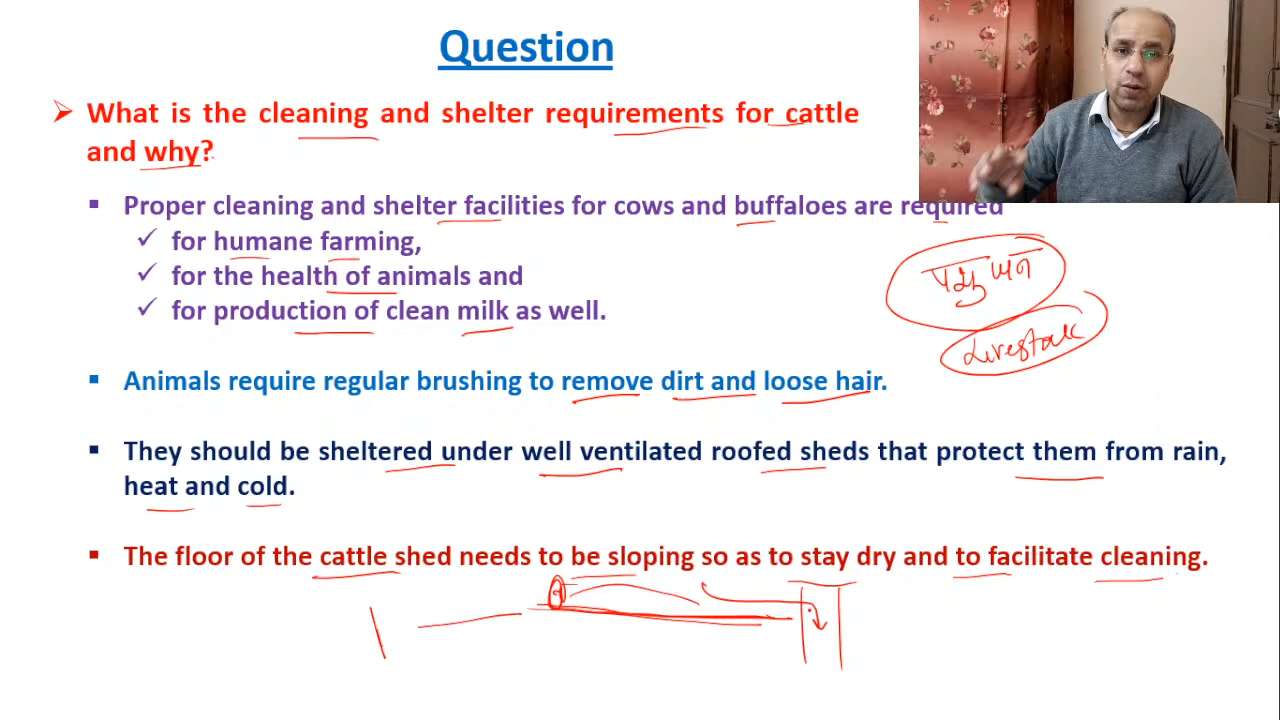 Question
➢ What is the cleaning and shelter requirements for cattle
and why?
▪ Proper cleaning and shelter facilities for cows and buffaloes are required
✓ for humane farming,
✓ for the health of animals and
✓ for production of clean milk as well.
पशुधन
Livestock
▪ Animals require regular brushing to remove dirt and loose hair.
▪ They should be sheltered under well ventilated roofed sheds that protect them from rain,
heat and cold.
▪ The floor of the cattle shed needs to be sloping so as to stay dry and to facilitate cleaning.